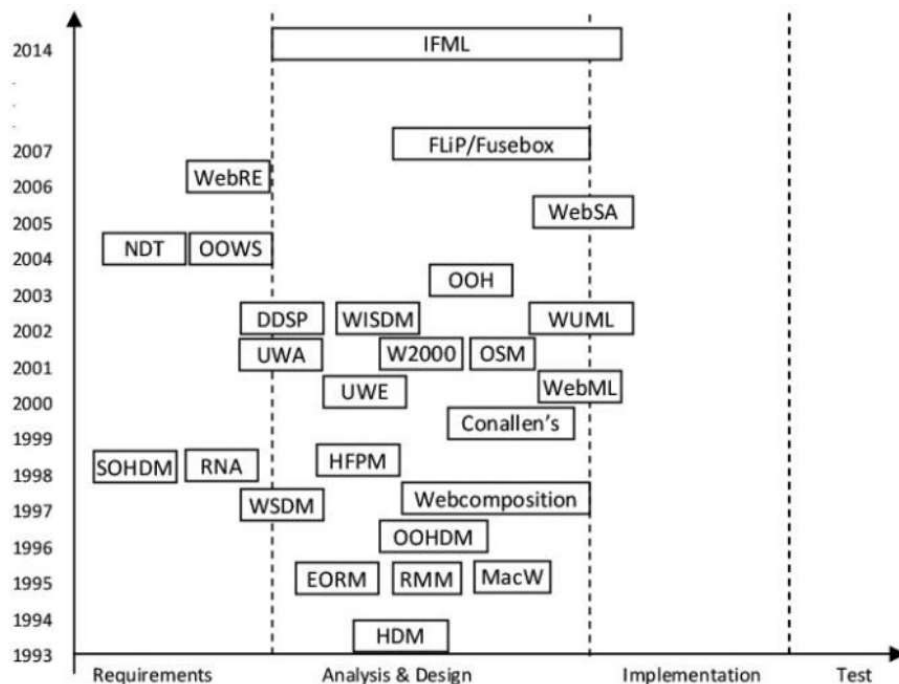 2014
IFML
2007
FLiP/Fusebox
2006
WebRE
2005
WebSA
2004
NDT
OOWS
2003
OOH
2002
DDSP
WISDM
WUML
2001
UWA
W2000
OSM
2000
UWE
WebML
1999
Conallen's
1998
SOHDM
RNA
HFPM
1997
WSDM
Webcomposition
1996
OOHDM
1995
EORM
RMM
MacW
1994
HDM
1993
Requirements
Analysis & Design
Implementation
Test